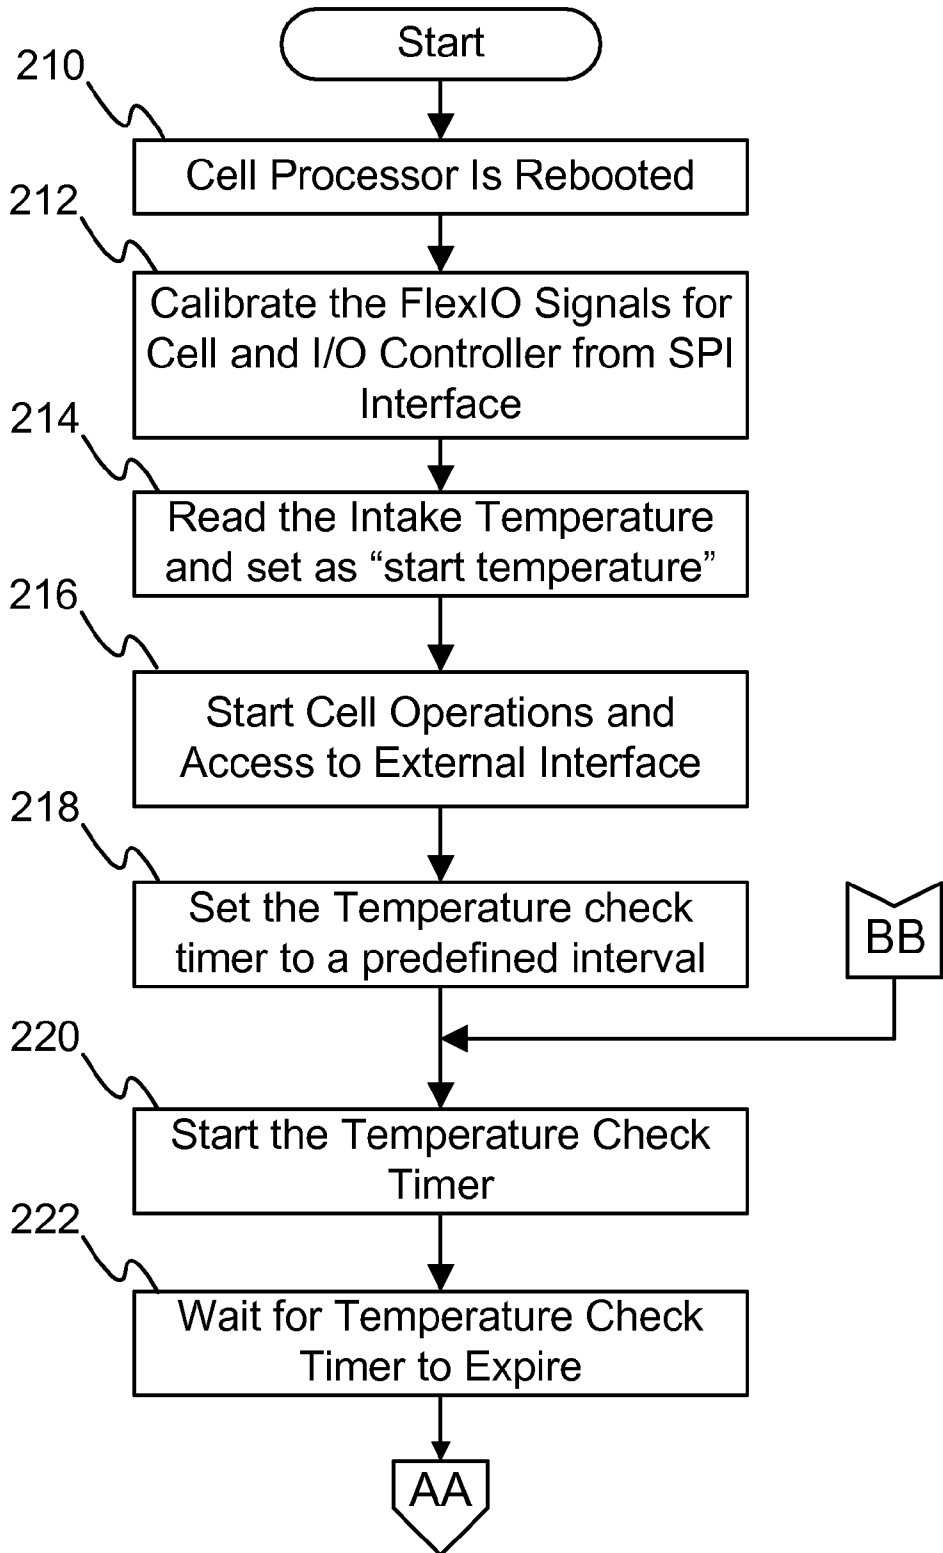 Start
210
Cell Processor Is Rebooted
212
Calibrate the FlexIO Signals for
Cell and I/O Controller from SPI
Interface
214
Read the Intake Temperature
and set as “start temperature”
216
Start Cell Operations and
Access to External Interface
218
Set the Temperature check
timer to a predefined interval
BB
220
Start the Temperature Check
Timer
222
Wait for Temperature Check
Timer to Expire
AA